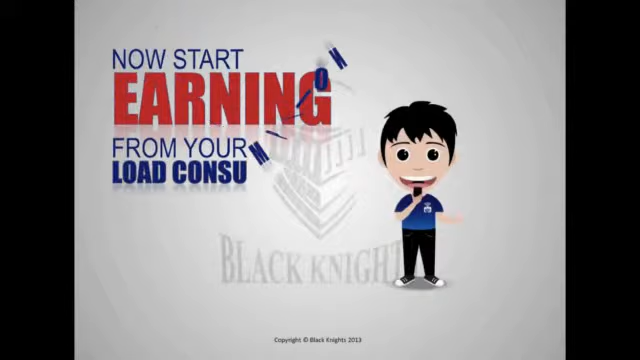 NOW START
EARNING
FROM YOUR
LOAD CONSU
BLACK KNIGHT
Copyright © Black Knights 2013